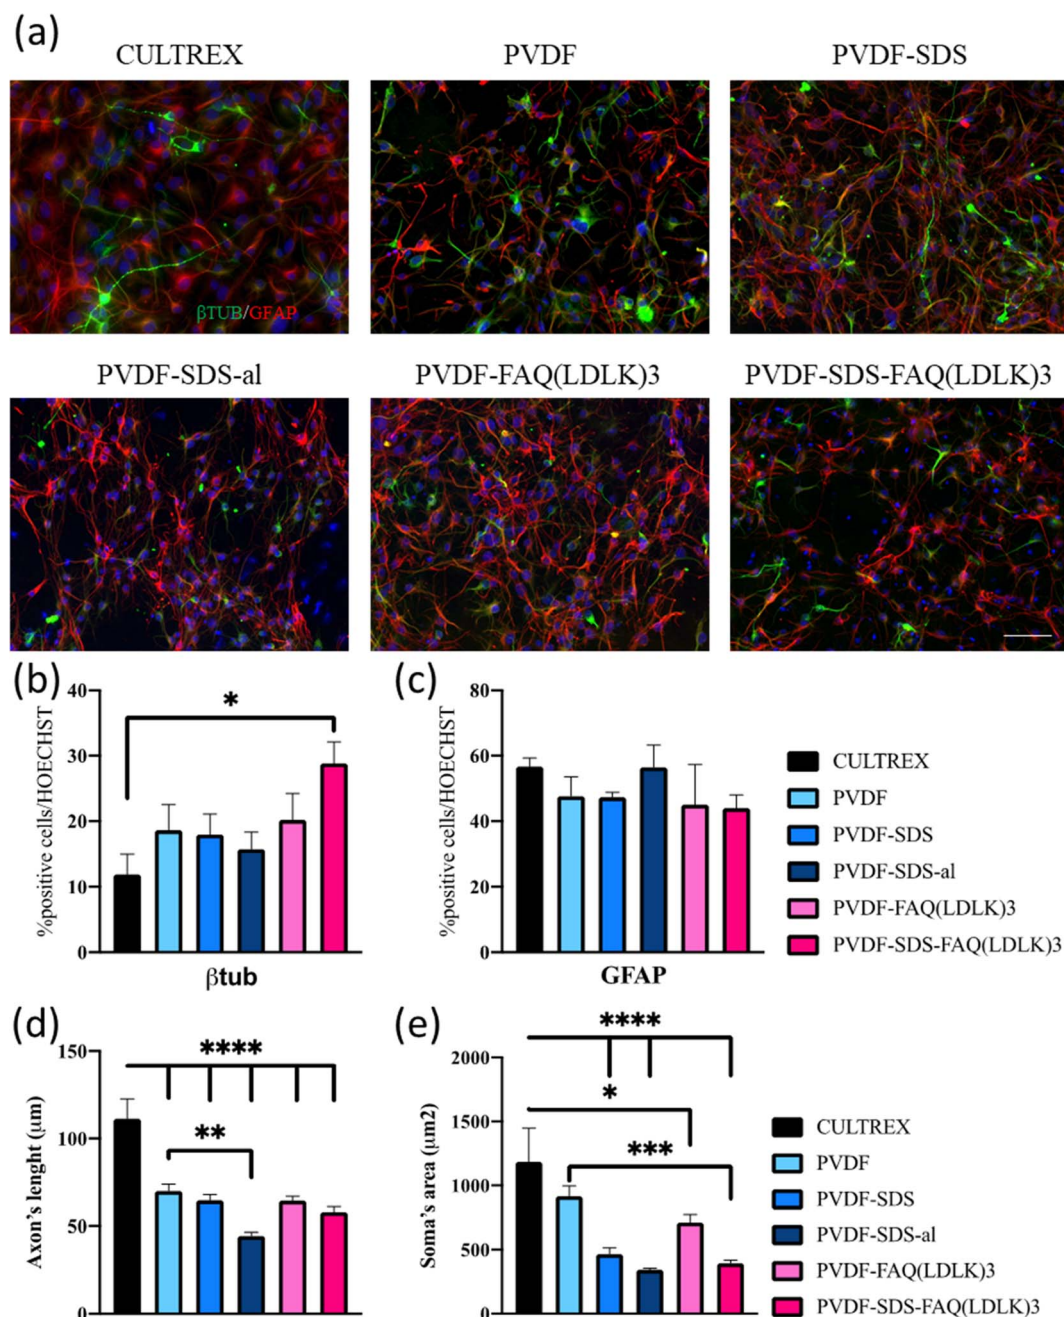 (a)
CULTREX PVDF PVDF-SDS
βTUB/GFAP
PVDF-SDS-al PVDF-FAQ(LDLK)3 PVDF-SDS-FAQ(LDLK)3
(b)
%positive cells/HOECHST
40
30
20
10
0
*
βtub
(c)
%positive cells/HOECHST
80
60
40
20
0
GFAP
CULTREX
PVDF
PVDF-SDS
PVDF-SDS-al
PVDF-FAQ(LDLK)3
PVDF-SDS-FAQ(LDLK)3
(d)
Axon's lenght (μm)
150
100
50
0
****
**
(e)
Soma's area (μm2)
2000
1500
1000
500
0
****
*
***
CULTREX
PVDF
PVDF-SDS
PVDF-SDS-al
PVDF-FAQ(LDLK)3
PVDF-SDS-FAQ(LDLK)3